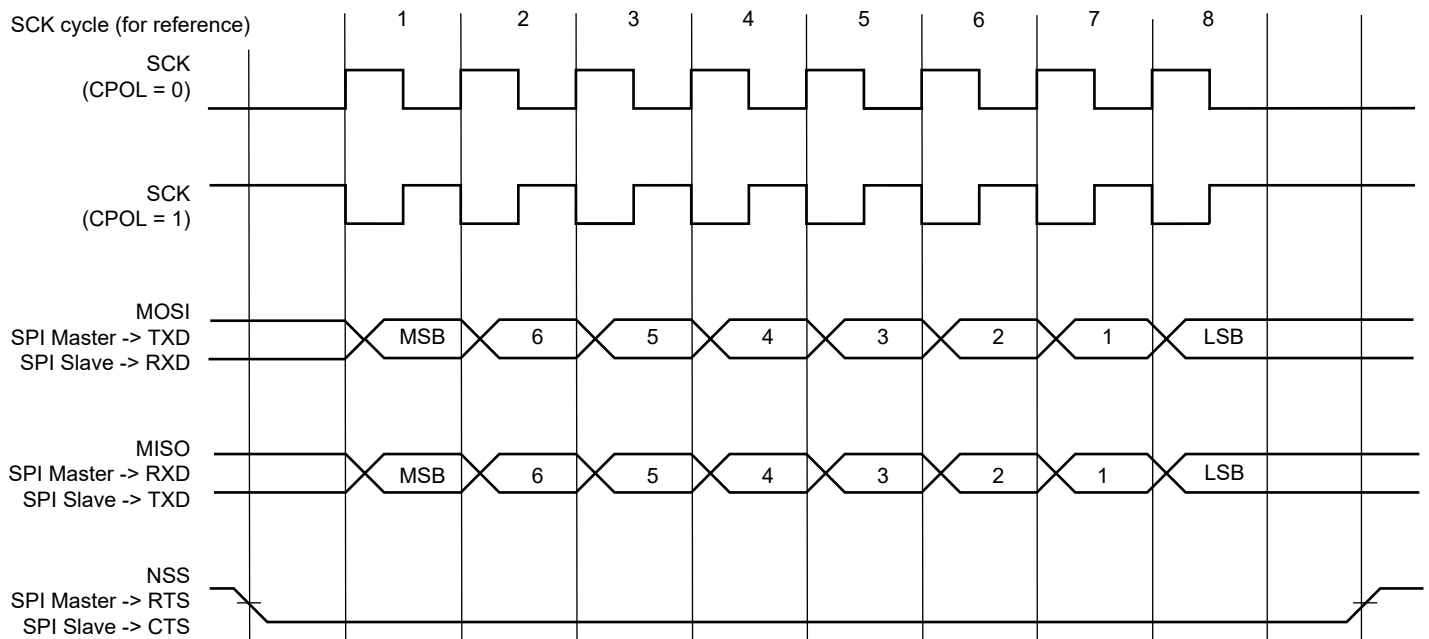 SCK cycle (for reference)
1 2 3 4 5 6 7 8
SCK
(CPOL = 0)
SCK
(CPOL = 1)
MOSI
SPI Master -> TXD
SPI Slave -> RXD
MSB 6 5 4 3 2 1 LSB
MISO
SPI Master -> RXD
SPI Slave -> TXD
MSB 6 5 4 3 2 1 LSB
NSS
SPI Master -> RTS
SPI Slave -> CTS